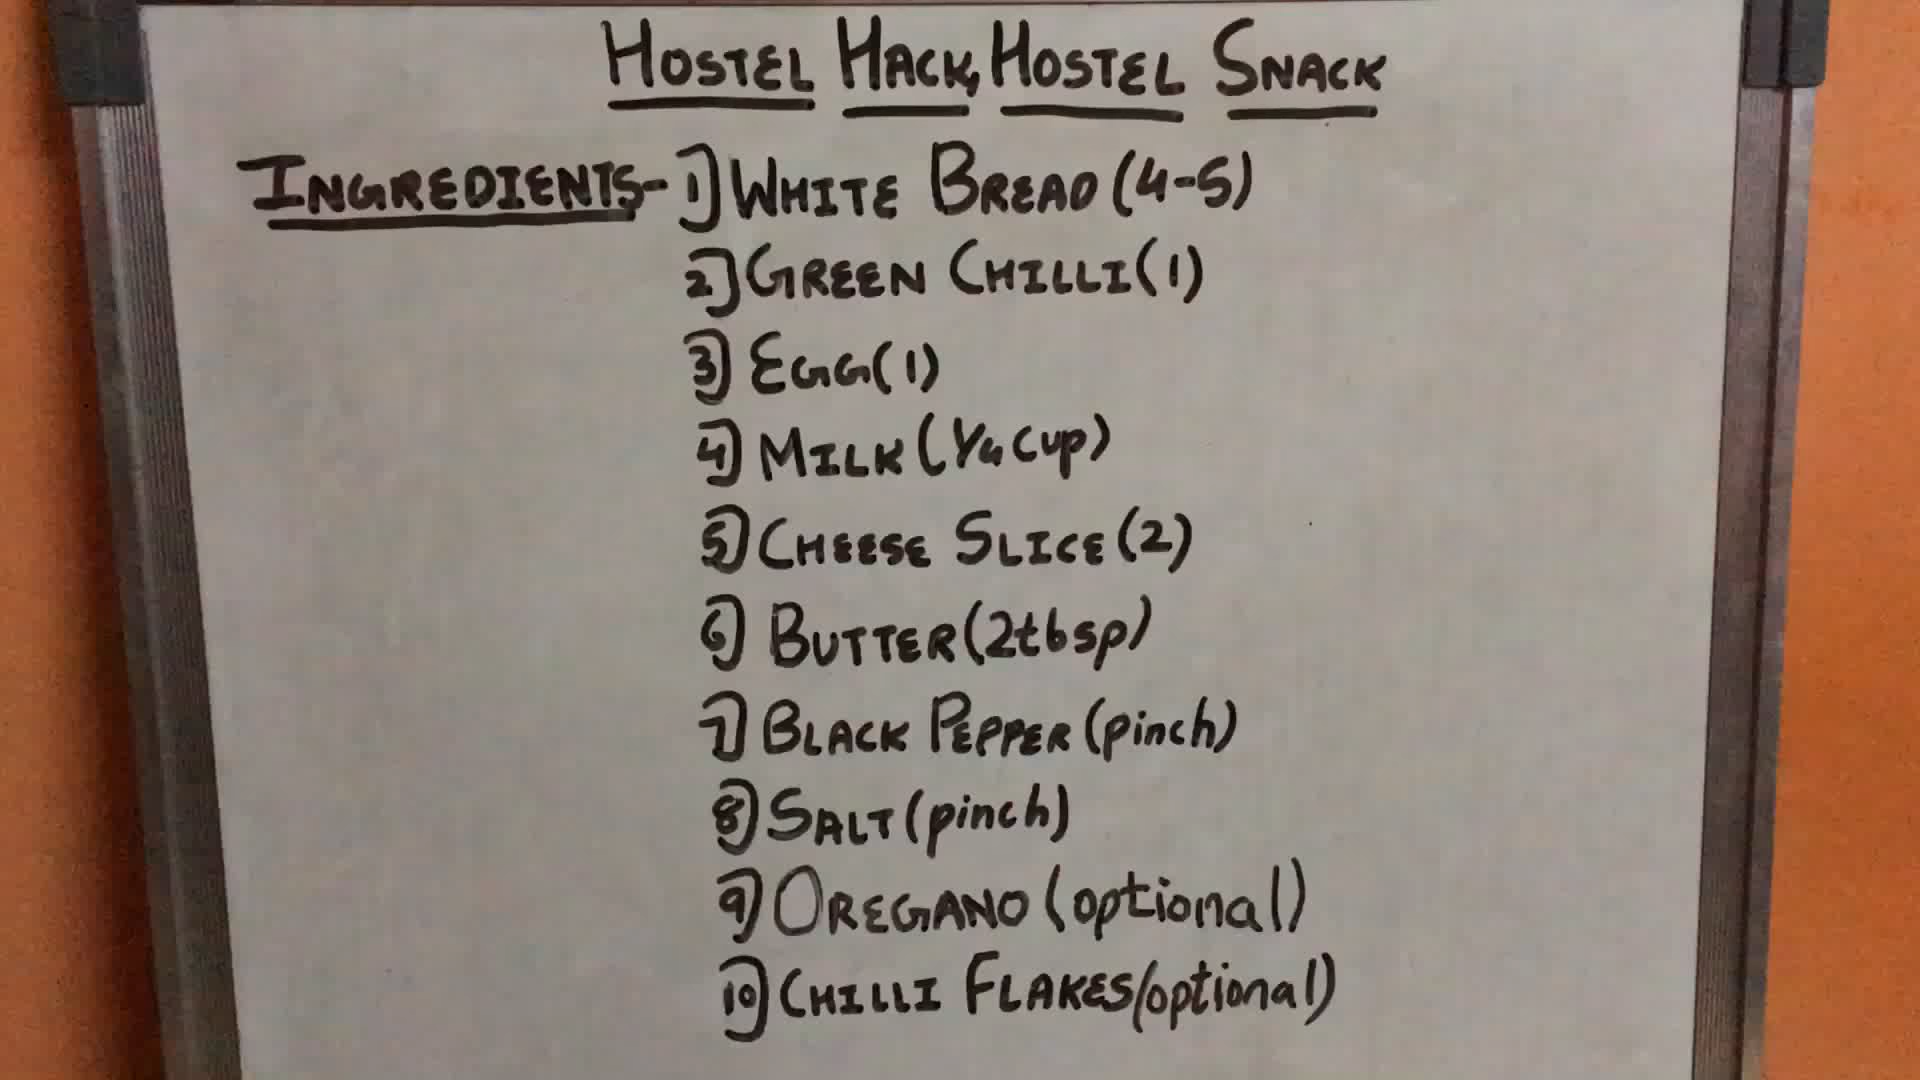 HOSTEL HACK, HOSTEL SNACK
INGREDIENTS- 1) WHITE BREAD (4-5)
2) GREEN CHILLI (1)
3) EGG (1)
4) MILK (1/4 cup)
5) CHEESE SLICE (2)
6) BUTTER (2tbsp)
7) BLACK PEPPER (pinch)
8) SALT (pinch)
9) OREGANO (optional)
10) CHILLI FLAKES (optional)